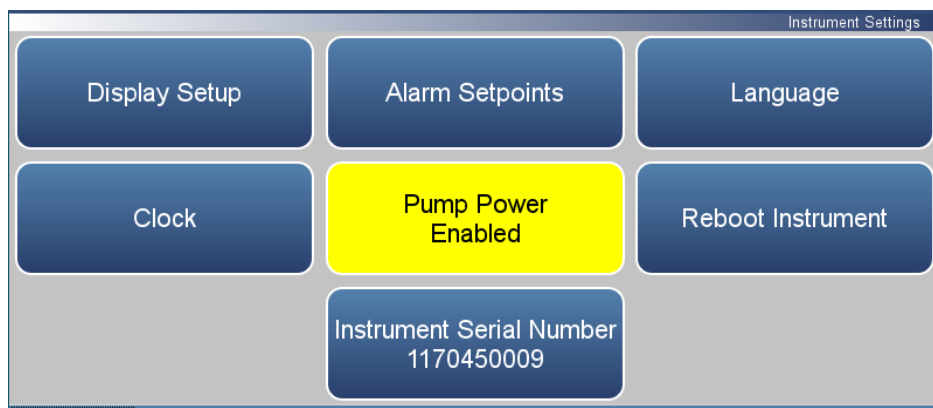 Instrument Settings
Display Setup
Alarm Setpoints
Language
Clock
Pump Power
Enabled
Reboot Instrument
Instrument Serial Number
1170450009